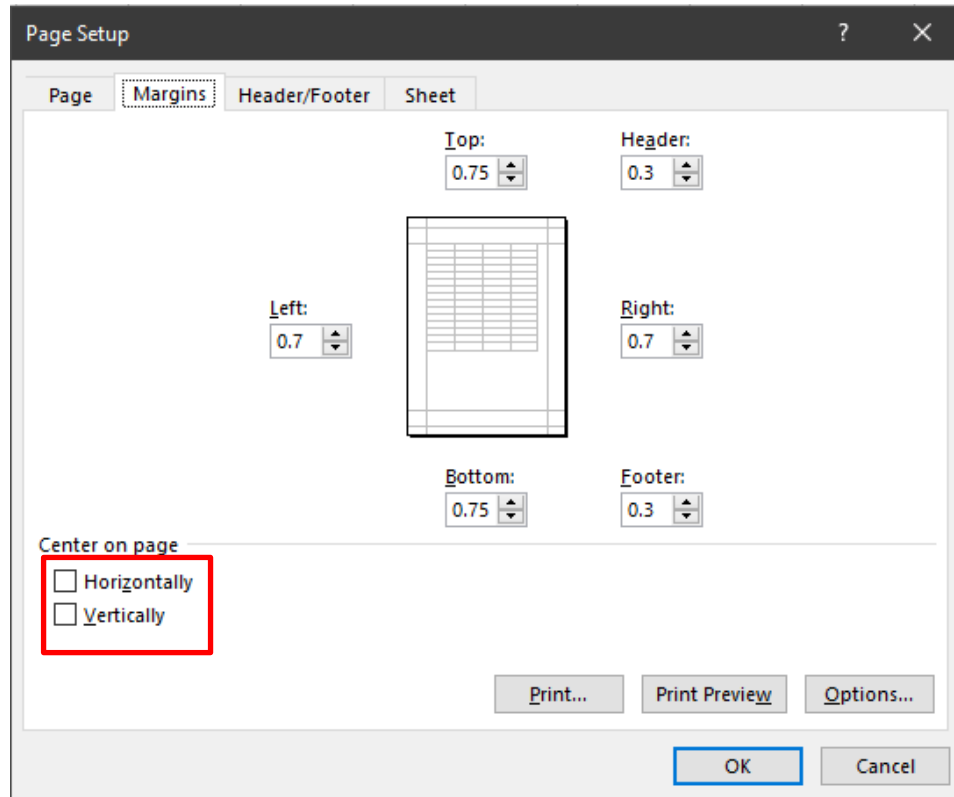 Page Setup ? ×
Page Margins Header/Footer Sheet
Top: Header:
0.75 0.3
Left: Right:
0.7 0.7
Bottom: Footer:
0.75 0.3
Center on page
Horizontally
Vertically
Print... Print Preview Options...
OK Cancel